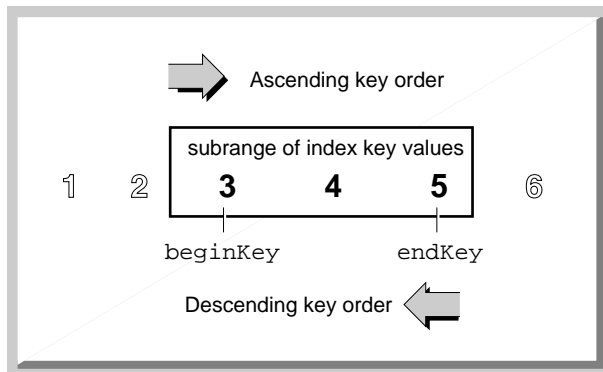 Ascending key order
subrange of index key values
1 2 3 4 5 6
beginKey endKey
Descending key order